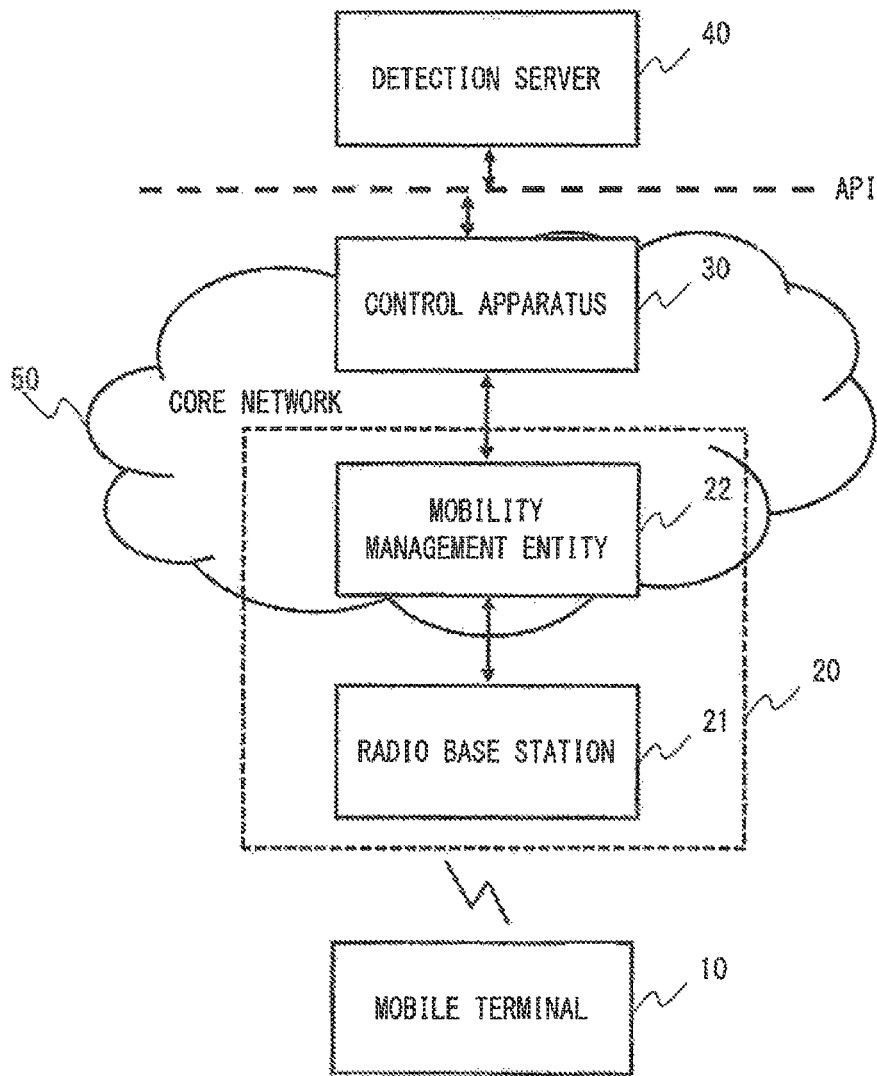 40
DETECTION SERVER
API
30
CONTROL APPARATUS
50
CORE NETWORK
22
MOBILITY
MANAGEMENT ENTITY
20
21
RADIO BASE STATION
10
MOBILE TERMINAL